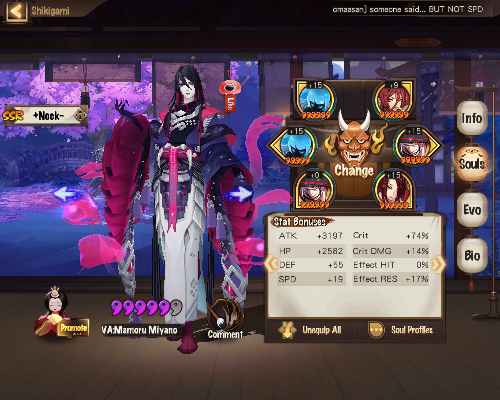 Shikigami
omaasan] someone said... BUT NOT SPD
SSR +Nock-
+15
+9
+15
+15
Change
+0
+15
Info
Souls
Evo
Bio
Stat Bonuses
ATK +3197 Crit +74%
HP +2582 Crit DMG +14%
DEF +55 Effect HIT 0%
SPD +19 Effect RES +17%
Unequip All
Soul Profiles
Promote
VA:Mamoru Miyano
Comment